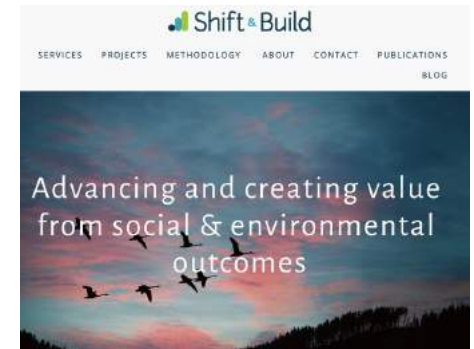 Shift & Build
SERVICES PROJECTS METHODOLOGY ABOUT CONTACT PUBLICATIONS
BLOG
Advancing and creating value
from social & environmental
outcomes